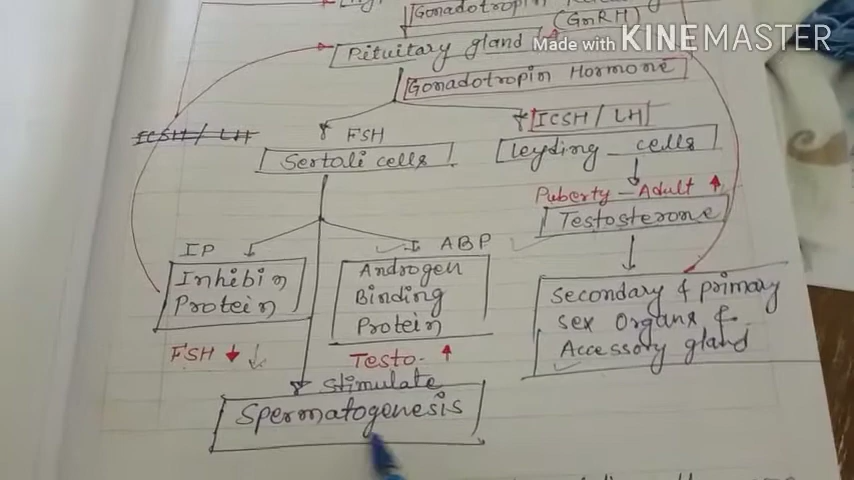 Gonadotropin
(GnRH)
Pituitary gland
Made with KINEMASTER
Gonadotropin Hormone
ICSH / LH
FSH
ICSH / LH
Sertoli cells
Leyding cells
Puberty - Adult
Testosterone
IP
ABP
Inhibin
Protein
Androgen
Binding
Protein
Secondary & primary
sex Organs &
Accessory gland
FSH
Testo-
Stimulate
Spermatogenesis